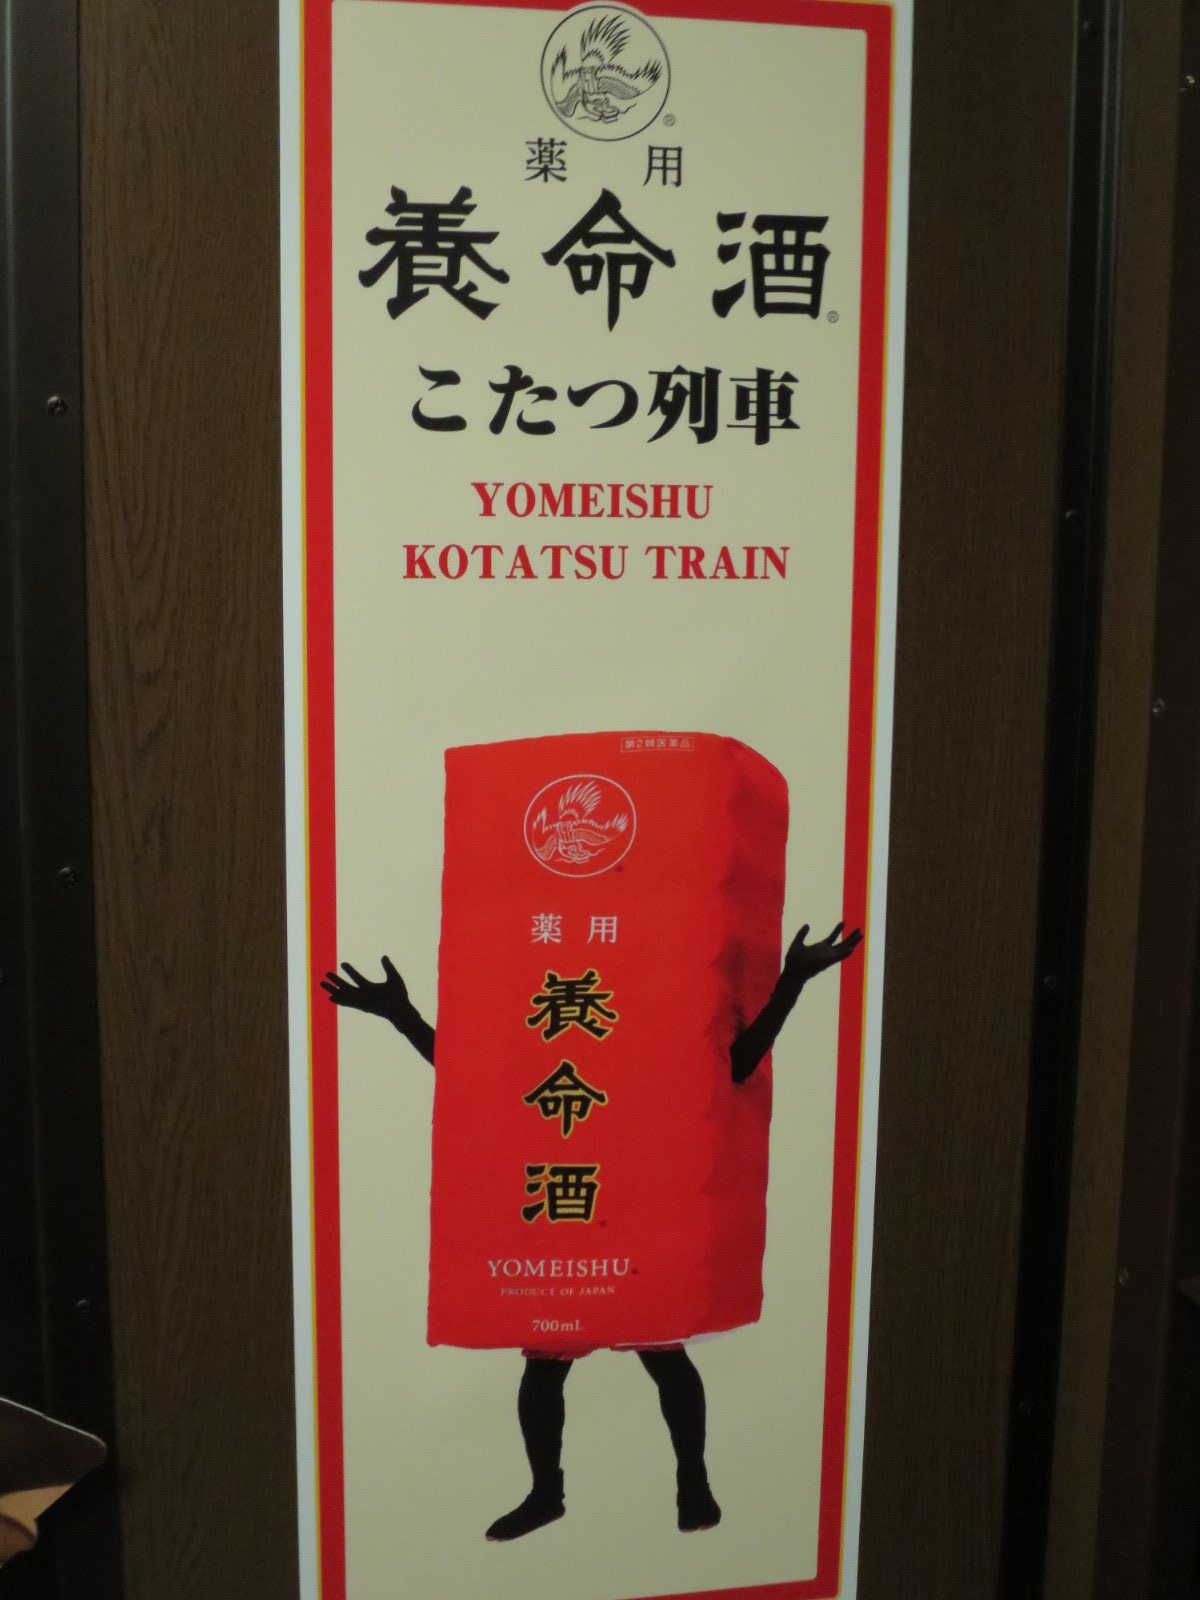 薬用
養命酒®
こたつ列車
YOMEISHU
KOTATSU TRAIN
第2類医薬品
薬用
養命酒
YOMEISHU
PRODUCT OF JAPAN
700mL